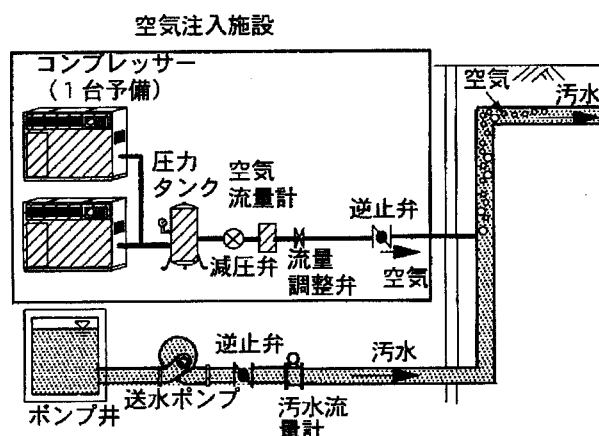 空気注入施設
コンプレッサー
（１台予備）
空気
汚水
圧力
タンク
空気
流量計
逆止弁
減圧弁
流量
調整弁
空気
逆止弁
汚水
ポンプ井
送水ポンプ
汚水流
量計